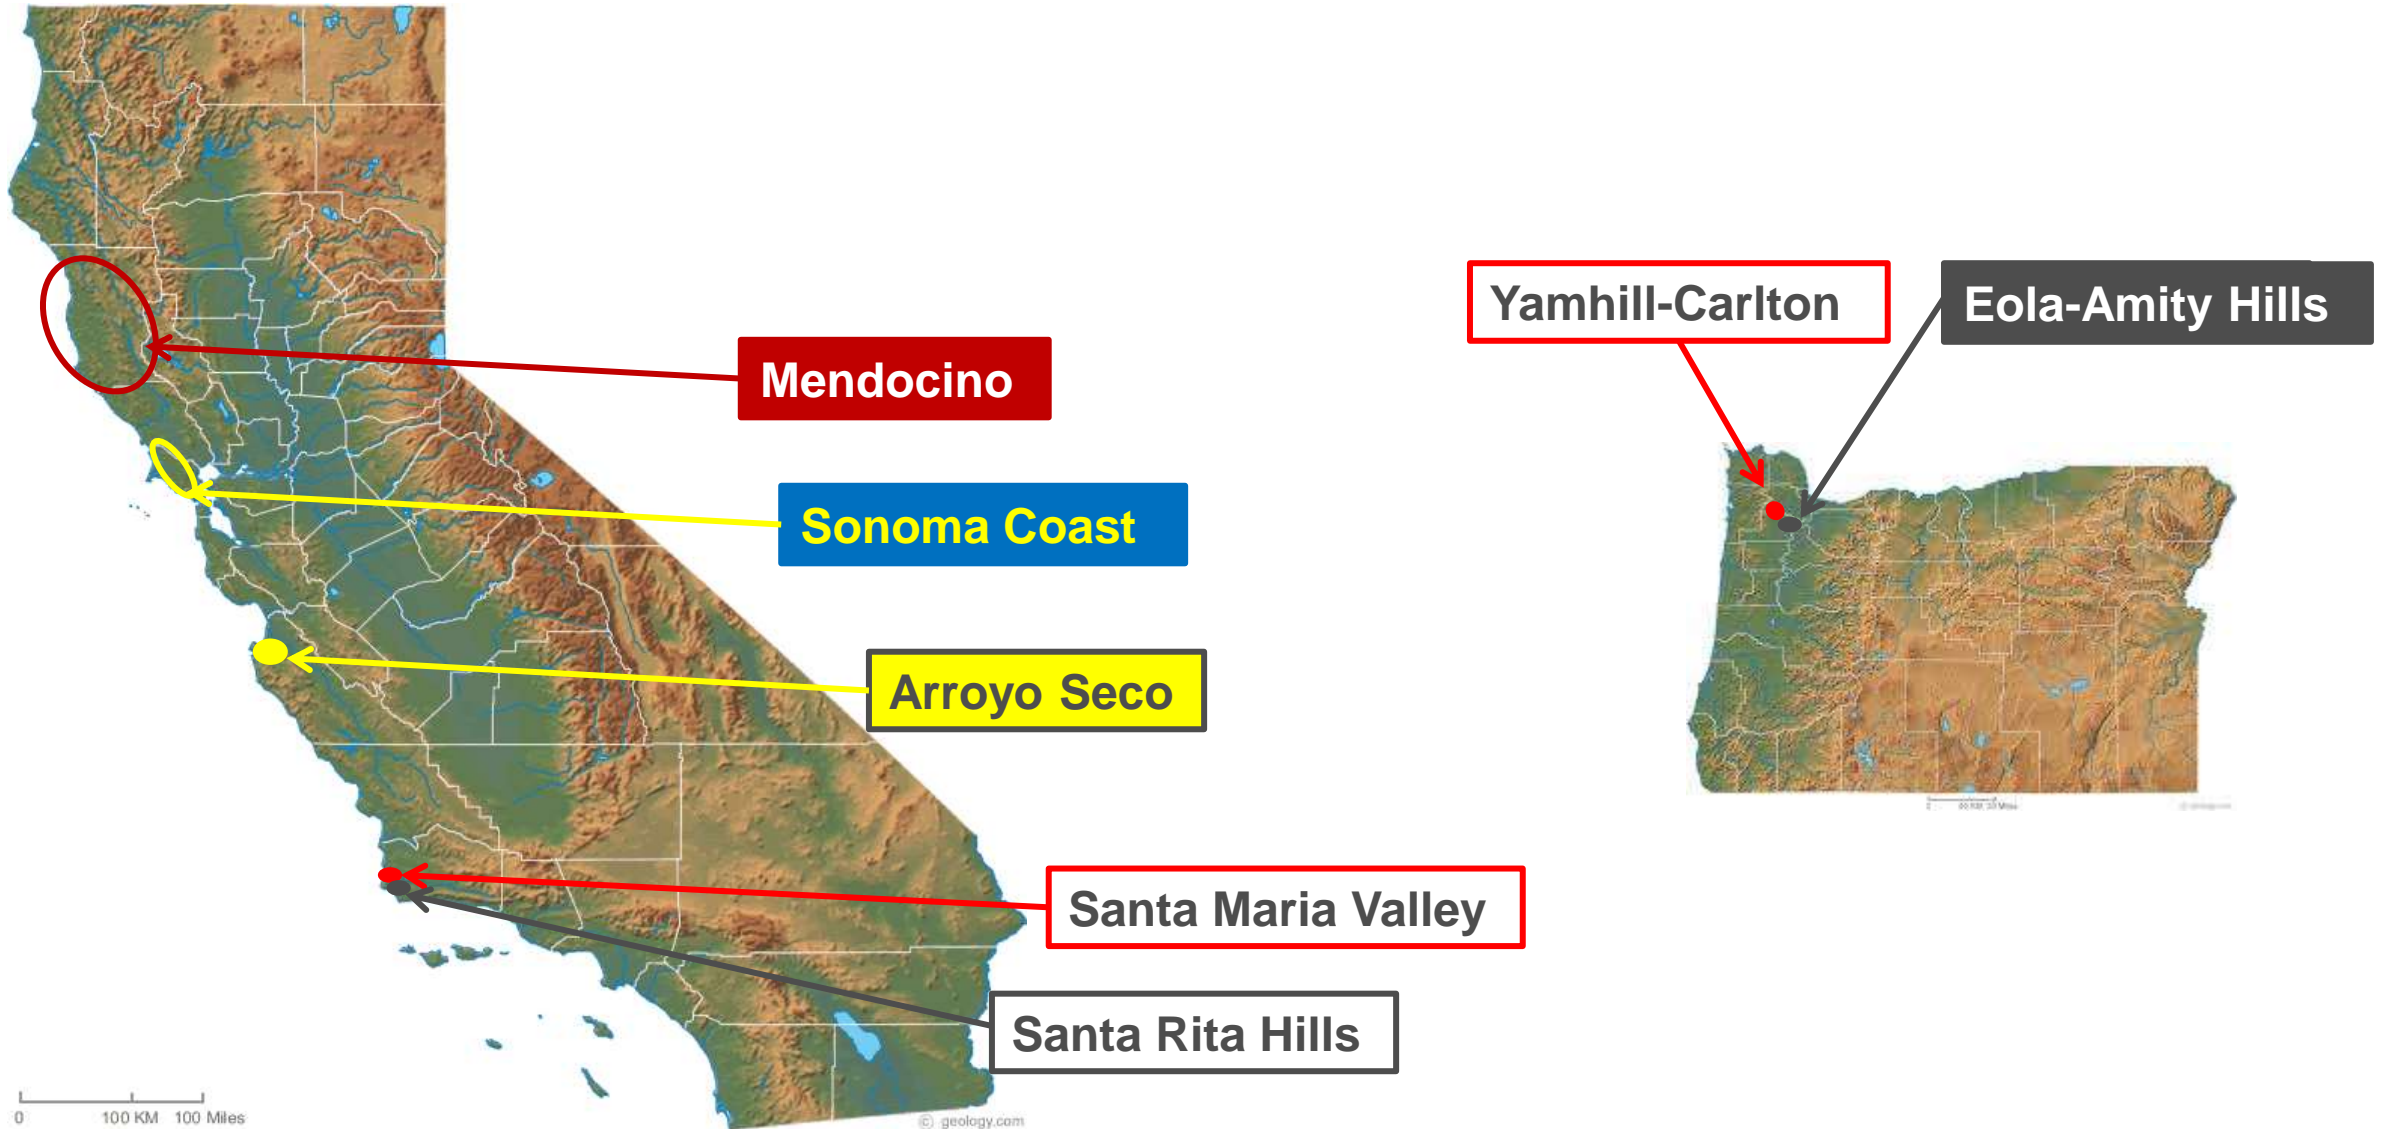 Mendocino
Sonoma Coast
Arroyo Seco
Santa Maria Valley
Santa Rita Hills
0 100 KM 100 Miles
© geology.com
Yamhill-Carlton
Eola-Amity Hills